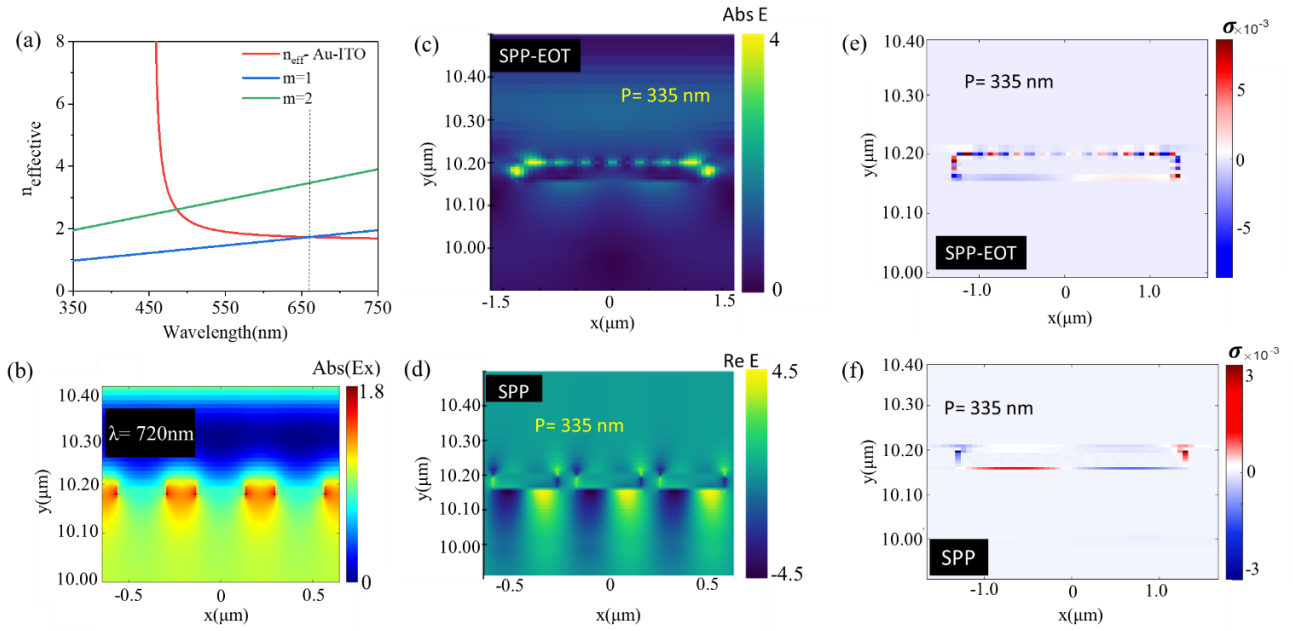 (a)
8
6
4
2
0
n_effective
350
450
550
650
750
Wavelength(nm)
n_eff- Au-ITO
m=1
m=2
(b)
Abs(Ex)
1.8
0
λ= 720nm
10.40
10.30
10.20
10.10
10.00
y(μm)
-0.5
0
0.5
x(μm)
(c)
Abs E
4
0
SPP-EOT
P= 335 nm
10.50
10.40
10.30
10.20
10.10
10.00
y(μm)
-1.5
0
1.5
x(μm)
(d)
Re E
4.5
-4.5
SPP
P= 335 nm
10.50
10.40
10.30
10.20
10.10
10.00
y(μm)
-0.5
0
0.5
x(μm)
(e)
σ×10⁻³
5
0
-5
P= 335 nm
SPP-EOT
10.40
10.30
10.20
10.10
10.00
y(μm)
-1.0
0
1.0
x(μm)
(f)
σ×10⁻³
3
0
-3
P= 335 nm
SPP
10.40
10.30
10.20
10.10
10.00
y(μm)
-1.0
0
1.0
x(μm)